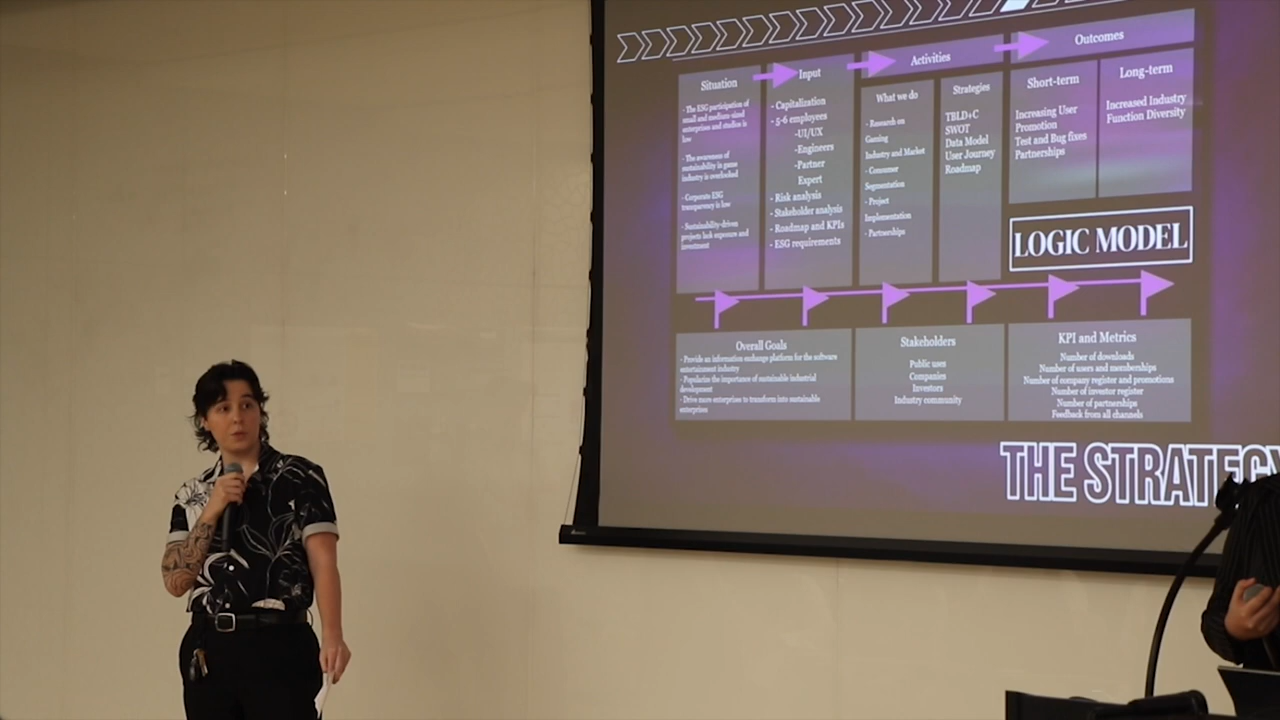 Situation
- The ESG participation of
small and medium-sized
enterprises and studios is
low
- The awareness of
sustainability in game
industry is overlooked
- Corporate ESG
transparency is low
- Sustainability-driven
projects lack exposure and
investment
Input
- Capitalization
- 5-6 employees
-UI/UX
-Engineers
-Partner
Expert
- Risk analysis
- Stakeholder analysis
- Roadmap and KPIs
- ESG requirements
Activities
What we do
- Research on
Gaming
Industry and Market
- Consumer
Segmentation
- Project
Implementation
- Partnerships
Strategies
TBLD+C
SWOT
Data Model
User Journey
Roadmap
Outcomes
Short-term
Increasing User
Promotion
Test and Bug fixes
Partnerships
Long-term
Increased Industry
Function Diversity
LOGIC MODEL
Overall Goals
- Provide an information exchange platform for the software
entertainment industry
- Popularize the importance of sustainable industrial
development
- Drive more enterprises to transform into sustainable
enterprises
Stakeholders
Public uses
Companies
Investors
Industry community
KPI and Metrics
Number of downloads
Number of users and memberships
Number of company register and promotions
Number of investor register
Number of partnerships
Feedback from all channels
THE STRATEGY